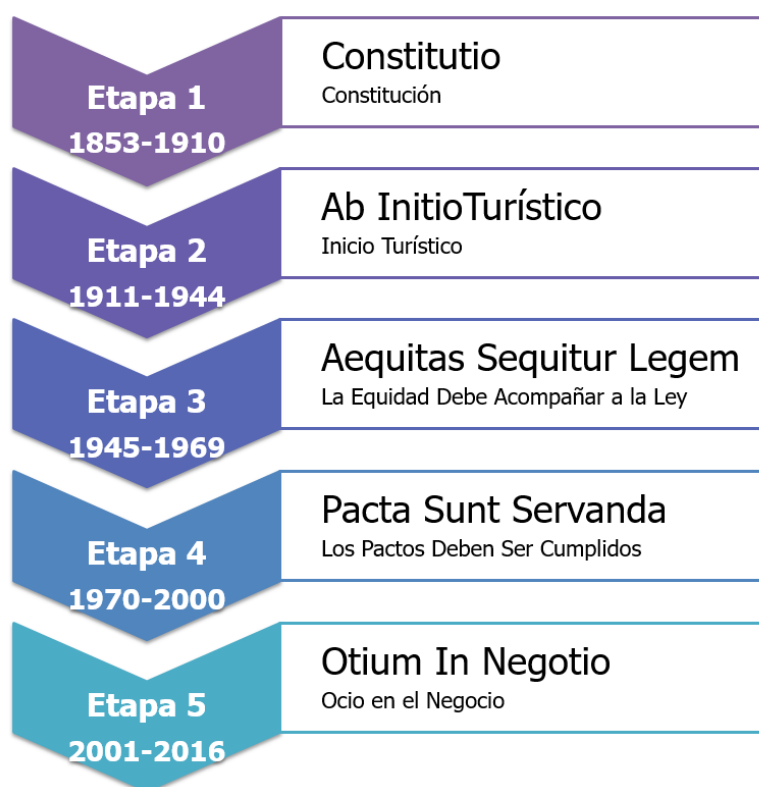 Etapa 1
1853-1910
Constitutio
Constitución
Etapa 2
1911-1944
Ab InitioTurístico
Inicio Turístico
Etapa 3
1945-1969
Aequitas Sequitur Legem
La Equidad Debe Acompañar a la Ley
Etapa 4
1970-2000
Pacta Sunt Servanda
Los Pactos Deben Ser Cumplidos
Etapa 5
2001-2016
Otium In Negotio
Ocio en el Negocio